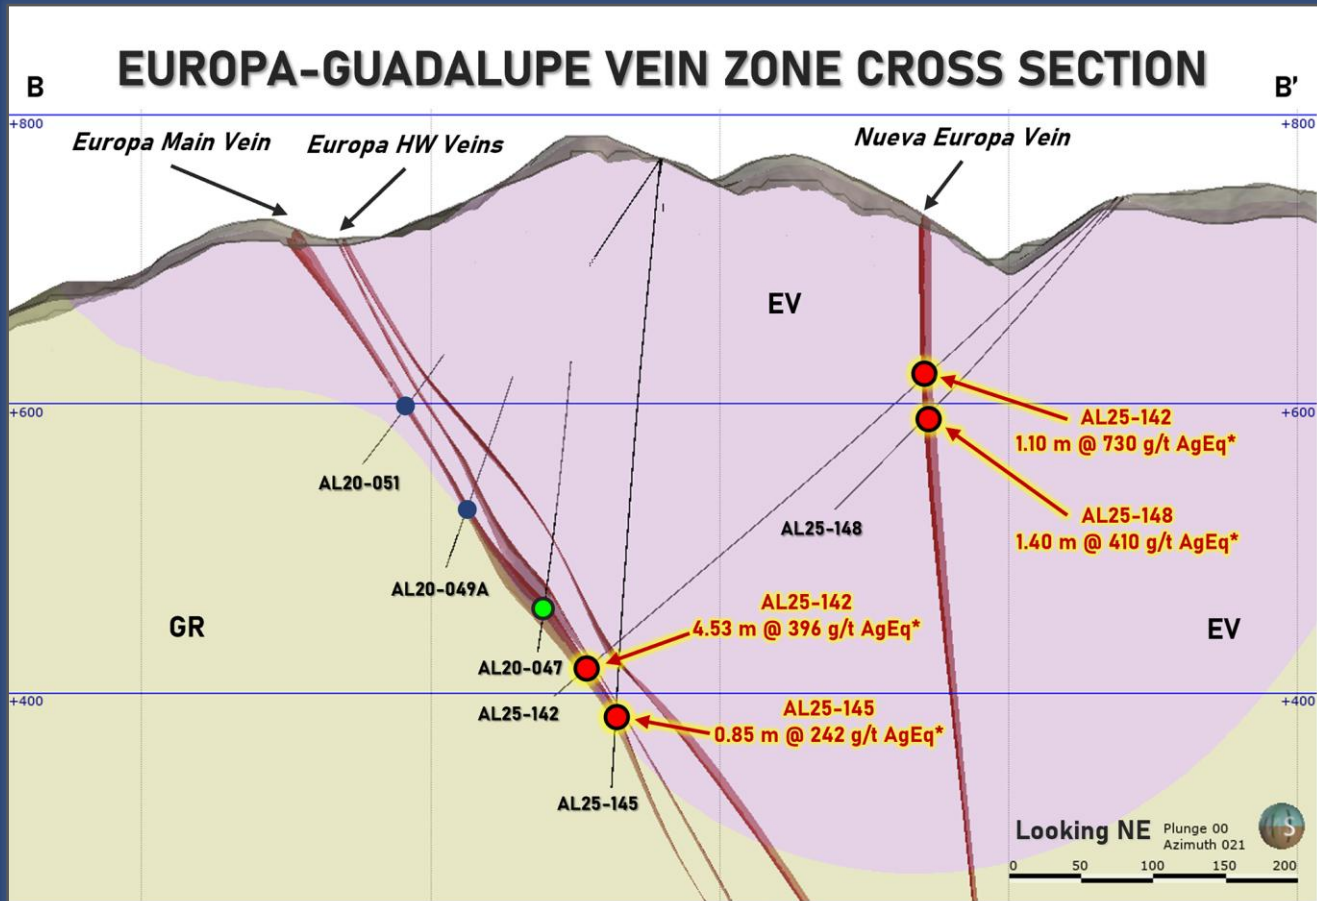 EUROPA-GUADALUPE VEIN ZONE CROSS SECTION
B
B'
+800
+800
Europa Main Vein
Europa HW Veins
Nueva Europa Vein
EV
+600
+600
AL25-142
1.10 m @ 730 g/t AgEq*
AL20-051
AL25-148
1.40 m @ 410 g/t AgEq*
AL25-148
AL20-049A
AL25-142
4.53 m @ 396 g/t AgEq*
GR
EV
AL20-047
+400
+400
AL25-142
AL25-145
0.85 m @ 242 g/t AgEq*
AL25-145
Looking NE
Plunge 00
Azimuth 021
S
0 50 100 150 200